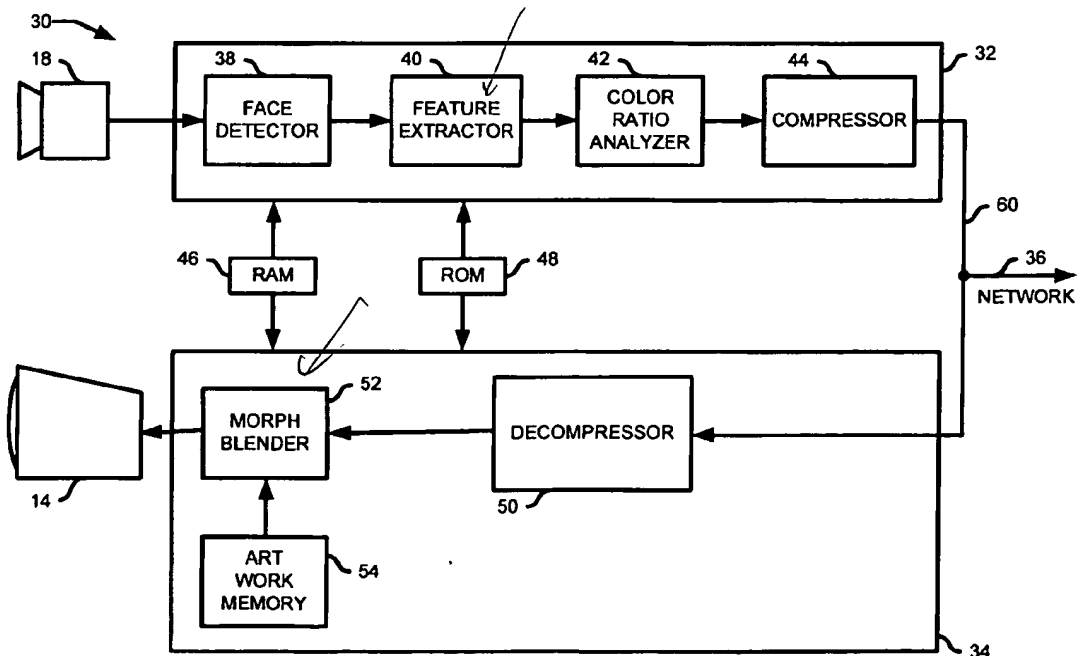 30
18
38
40
42
44
32
FACE
DETECTOR
FEATURE
EXTRACTOR
COLOR
RATIO
ANALYZER
COMPRESSOR
60
46
RAM
ROM
48
36
NETWORK
52
MORPH
BLENDER
DECOMPRESSOR
14
50
ART
WORK
MEMORY
54
34